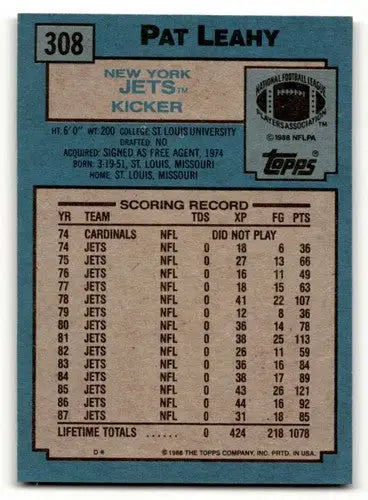 308
PAT LEAHY
NEW YORK
JETS™
KICKER
NATIONAL FOOTBALL LEAGUE
PLAYERS ASSOCIATION
©1988 NFLPA
TOPPS®
HT: 6'0" WT: 200 COLLEGE: ST. LOUIS UNIVERSITY
DRAFTED: NO
ACQUIRED: SIGNED AS FREE AGENT, 1974
BORN: 3-19-51, ST. LOUIS, MISSOURI
HOME: ST. LOUIS, MISSOURI
SCORING RECORD
YR TEAM TDS XP FG PTS
74 CARDINALS NFL DID NOT PLAY
74 JETS NFL 0 18 6 36
75 JETS NFL 0 27 13 66
76 JETS NFL 0 16 11 49
77 JETS NFL 0 18 15 63
78 JETS NFL 0 41 22 107
79 JETS NFL 0 12 8 36
80 JETS NFL 0 36 14 78
81 JETS NFL 0 38 25 113
82 JETS NFL 0 26 11 59
83 JETS NFL 0 36 16 84
84 JETS NFL 0 38 17 89
85 JETS NFL 0 43 26 121
86 JETS NFL 0 44 16 92
87 JETS NFL 0 31 18 85
LIFETIME TOTALS ...... 0 424 218 1078
D* ©1988 THE TOPPS COMPANY, INC. PRTD. IN U.S.A.